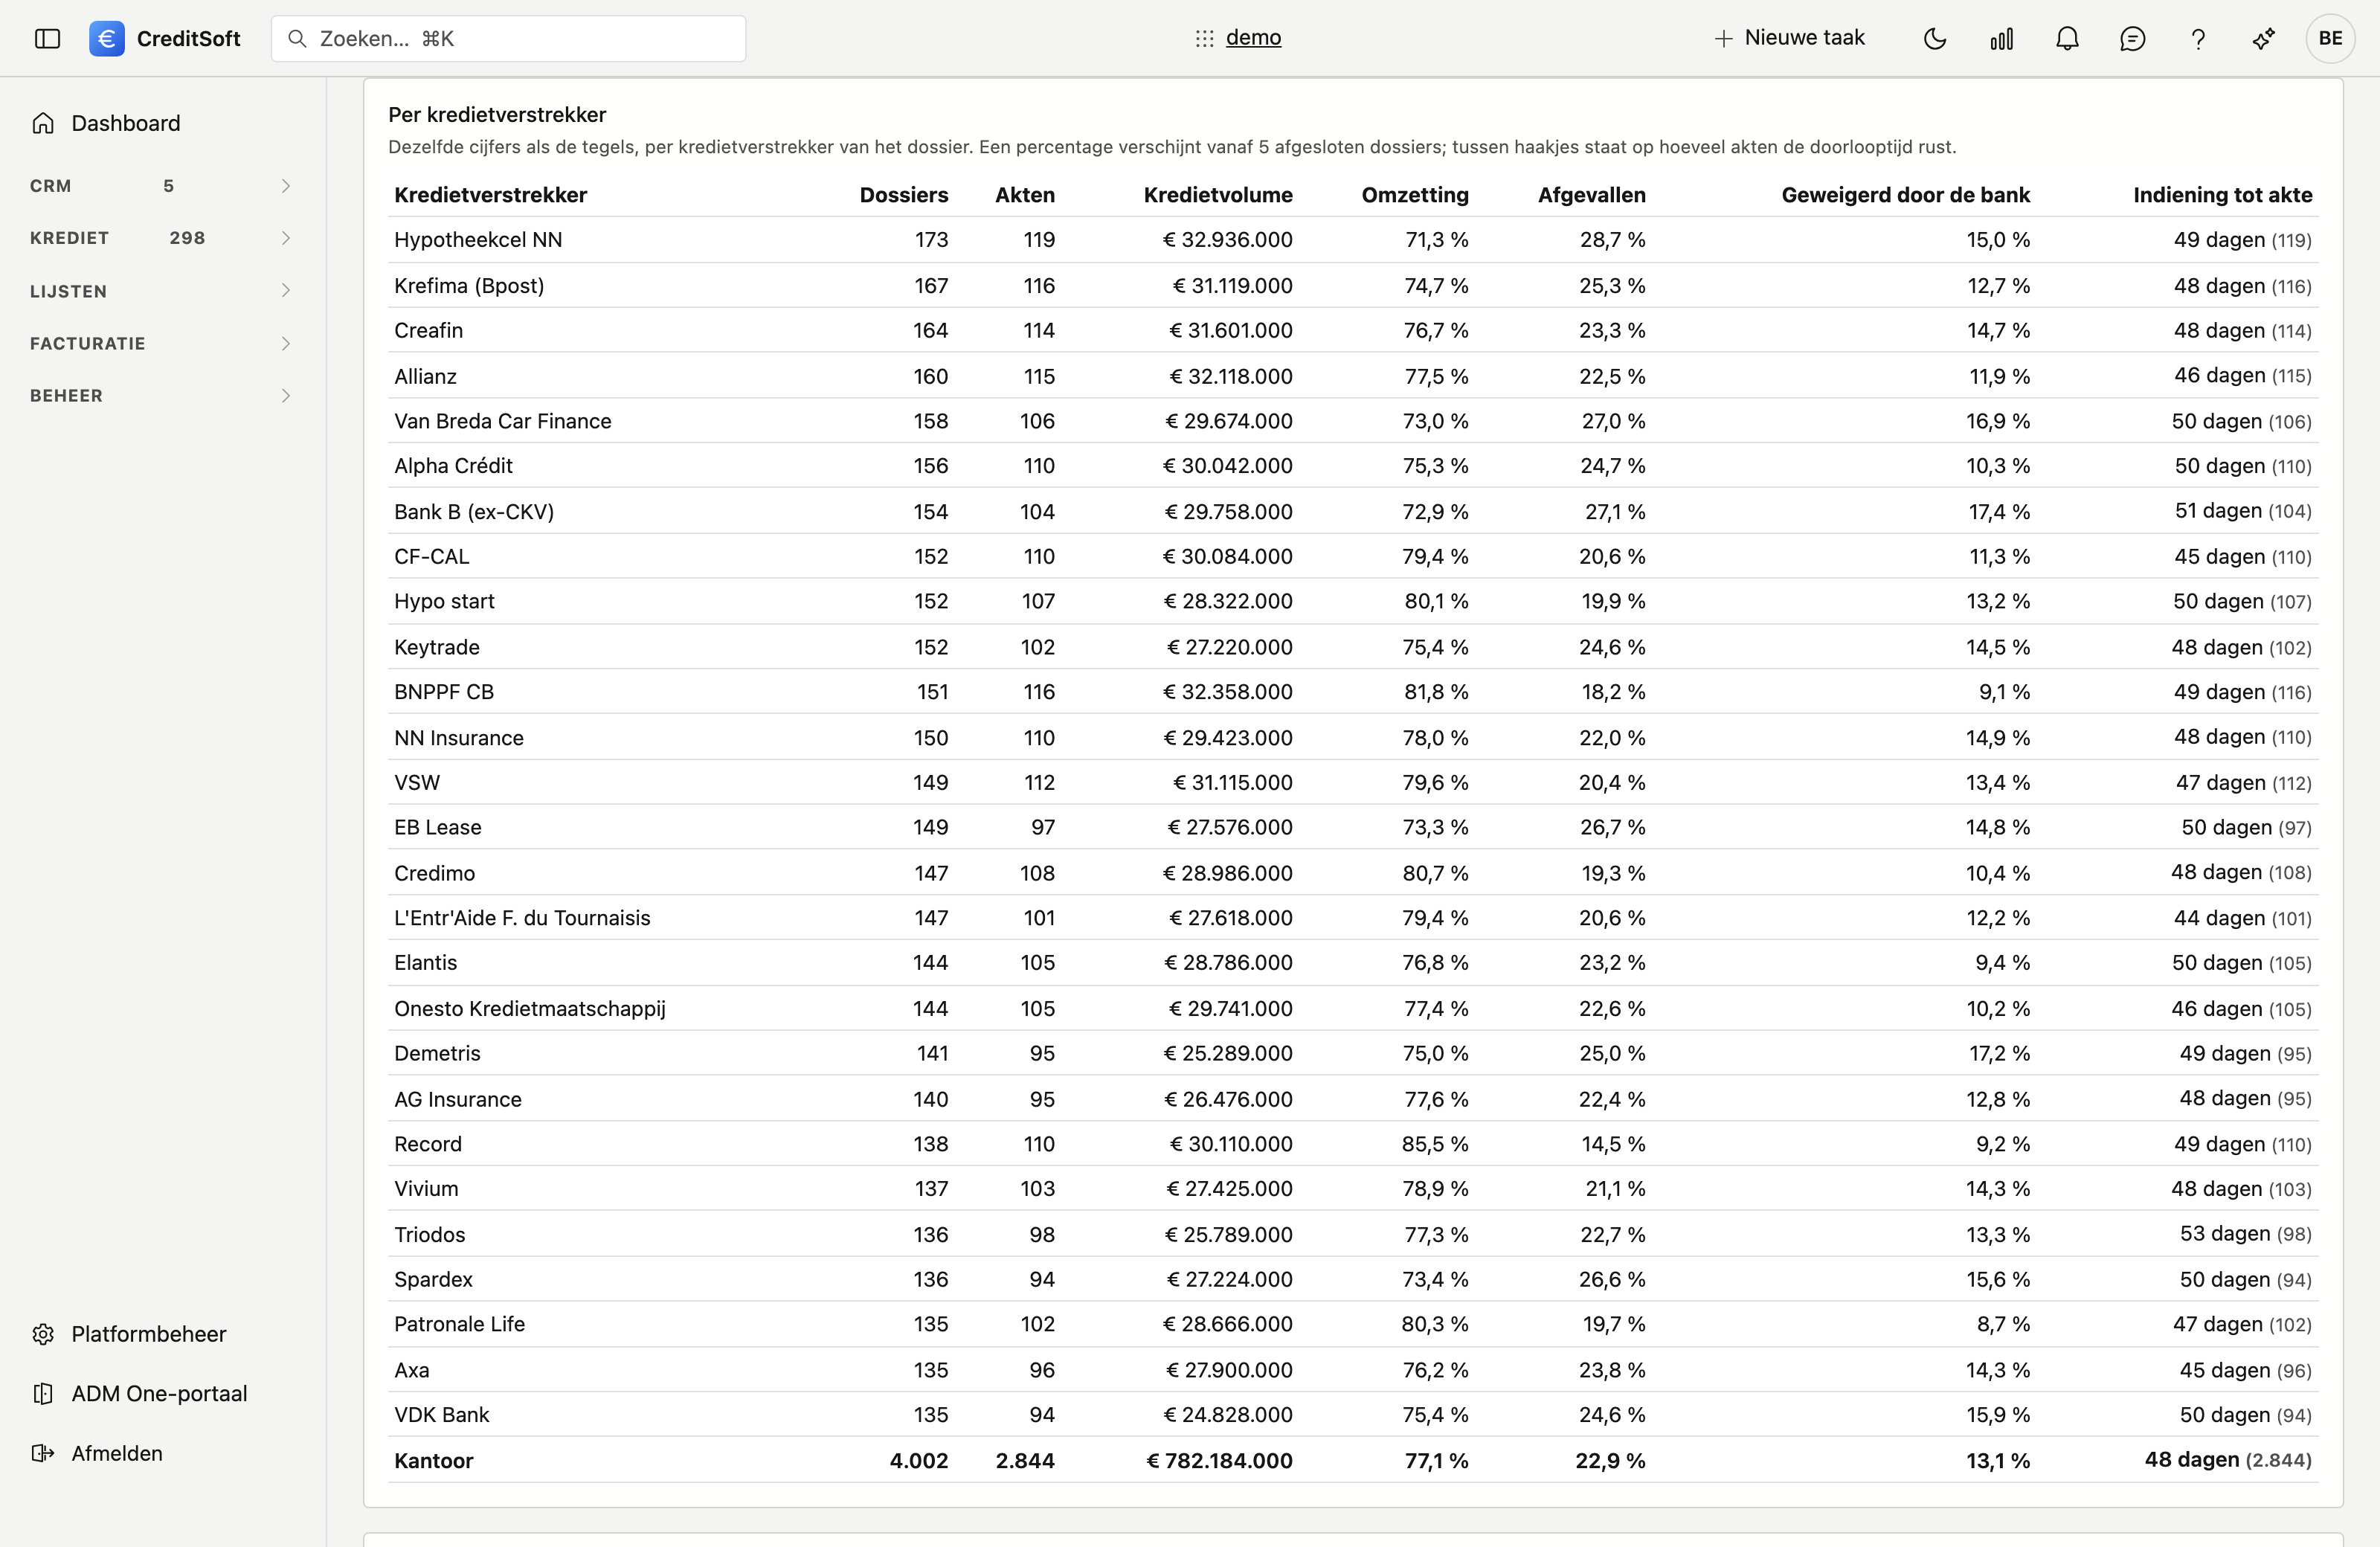 CreditSoft
Zoeken... ⌘K
demo
Nieuwe taak
BE
Dashboard
CRM 5
KREDIET 298
LIJSTEN
FACTURATIE
BEHEER
Platformbeheer
ADM One-portaal
Afmelden
Per kredietverstrekker
Dezelfde cijfers als de tegels, per kredietverstrekker van het dossier. Een percentage verschijnt vanaf 5 afgesloten dossiers; tussen haakjes staat op hoeveel akten de doorlooptijd rust.
Kredietverstrekker Dossiers Akten Kredietvolume Omzetting Afgevallen Geweigerd door de bank Indiening tot akte
Hypotheekcel NN 173 119 € 32.936.000 71,3 % 28,7 % 15,0 % 49 dagen (119)
Krefima (Bpost) 167 116 € 31.119.000 74,7 % 25,3 % 12,7 % 48 dagen (116)
Creafin 164 114 € 31.601.000 76,7 % 23,3 % 14,7 % 48 dagen (114)
Allianz 160 115 € 32.118.000 77,5 % 22,5 % 11,9 % 46 dagen (115)
Van Breda Car Finance 158 106 € 29.674.000 73,0 % 27,0 % 16,9 % 50 dagen (106)
Alpha Crédit 156 110 € 30.042.000 75,3 % 24,7 % 10,3 % 50 dagen (110)
Bank B (ex-CKV) 154 104 € 29.758.000 72,9 % 27,1 % 17,4 % 51 dagen (104)
CF-CAL 152 110 € 30.084.000 79,4 % 20,6 % 11,3 % 45 dagen (110)
Hypo start 152 107 € 28.322.000 80,1 % 19,9 % 13,2 % 50 dagen (107)
Keytrade 152 102 € 27.220.000 75,4 % 24,6 % 14,5 % 48 dagen (102)
BNPPF CB 151 116 € 32.358.000 81,8 % 18,2 % 9,1 % 49 dagen (116)
NN Insurance 150 110 € 29.423.000 78,0 % 22,0 % 14,9 % 48 dagen (110)
VSW 149 112 € 31.115.000 79,6 % 20,4 % 13,4 % 47 dagen (112)
EB Lease 149 97 € 27.576.000 73,3 % 26,7 % 14,8 % 50 dagen (97)
Credimo 147 108 € 28.986.000 80,7 % 19,3 % 10,4 % 48 dagen (108)
L'Entr'Aide F. du Tournaisis 147 101 € 27.618.000 79,4 % 20,6 % 12,2 % 44 dagen (101)
Elantis 144 105 € 28.786.000 76,8 % 23,2 % 9,4 % 50 dagen (105)
Onesto Kredietmaatschappij 144 105 € 29.741.000 77,4 % 22,6 % 10,2 % 46 dagen (105)
Demetris 141 95 € 25.289.000 75,0 % 25,0 % 17,2 % 49 dagen (95)
AG Insurance 140 95 € 26.476.000 77,6 % 22,4 % 12,8 % 48 dagen (95)
Record 138 110 € 30.110.000 85,5 % 14,5 % 9,2 % 49 dagen (110)
Vivium 137 103 € 27.425.000 78,9 % 21,1 % 14,3 % 48 dagen (103)
Triodos 136 98 € 25.789.000 77,3 % 22,7 % 13,3 % 53 dagen (98)
Spardex 136 94 € 27.224.000 73,4 % 26,6 % 15,6 % 50 dagen (94)
Patronale Life 135 102 € 28.666.000 80,3 % 19,7 % 8,7 % 47 dagen (102)
Axa 135 96 € 27.900.000 76,2 % 23,8 % 14,3 % 45 dagen (96)
VDK Bank 135 94 € 24.828.000 75,4 % 24,6 % 15,9 % 50 dagen (94)
Kantoor 4.002 2.844 € 782.184.000 77,1 % 22,9 % 13,1 % 48 dagen (2.844)